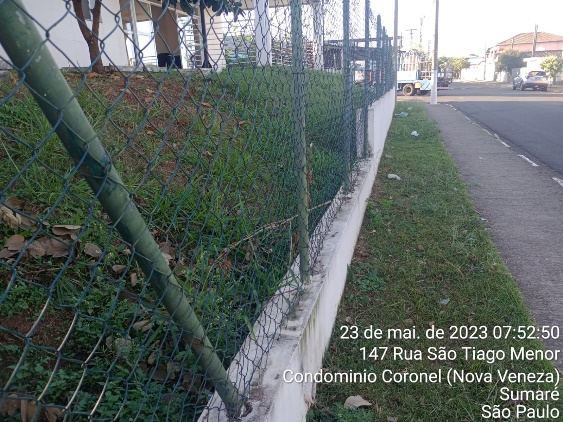 23 de mai. de 2023 07:52:50
147 Rua São Tiago Menor
Condominio Coronel (Nova Veneza)
Sumaré
São Paulo